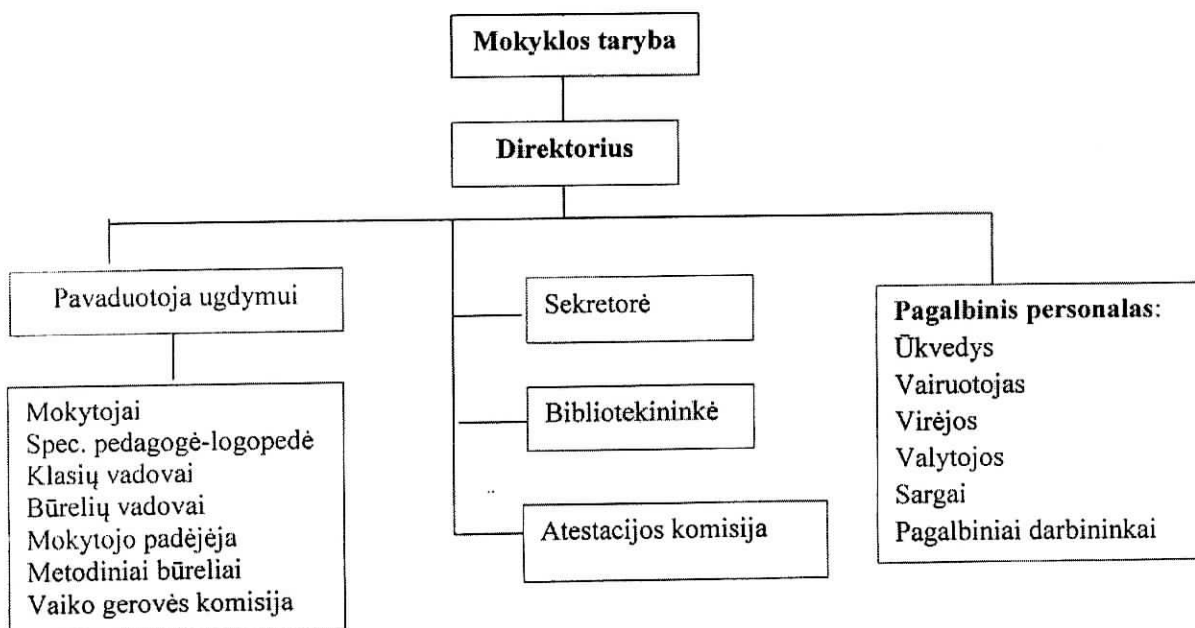 Mokyklos taryba
Direktorius
Pavaduotoja ugdymui
Mokytojai
Spec. pedagogė-logopedė
Klasių vadovai
Būrelių vadovai
Mokytojo padėjėja
Metodiniai būreliai
Vaiko gerovės komisija
Sekretorė
Bibliotekininkė
Atestacijos komisija
Pagalbinis personalas:
Ūkvedys
Vairuotojas
Virėjos
Valytojos
Sargai
Pagalbiniai darbininkai